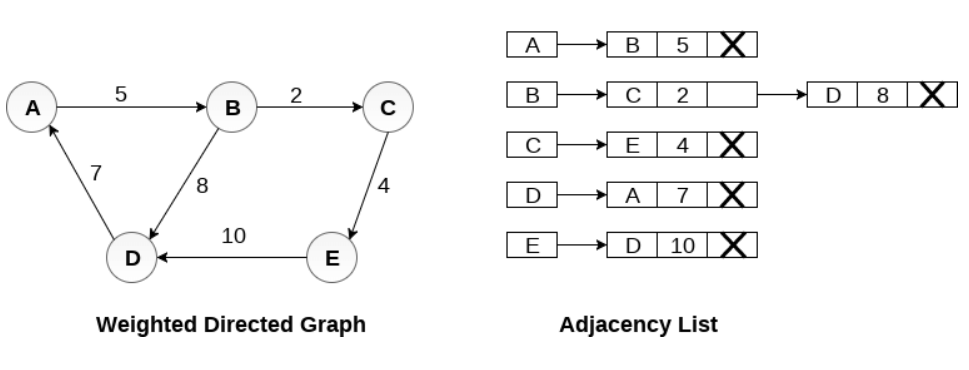 A
5
B
2
C
7
8
4
10
D
E
Weighted Directed Graph
A B 5 X
B C 2 D 8 X
C E 4 X
D A 7 X
E D 10 X
Adjacency List